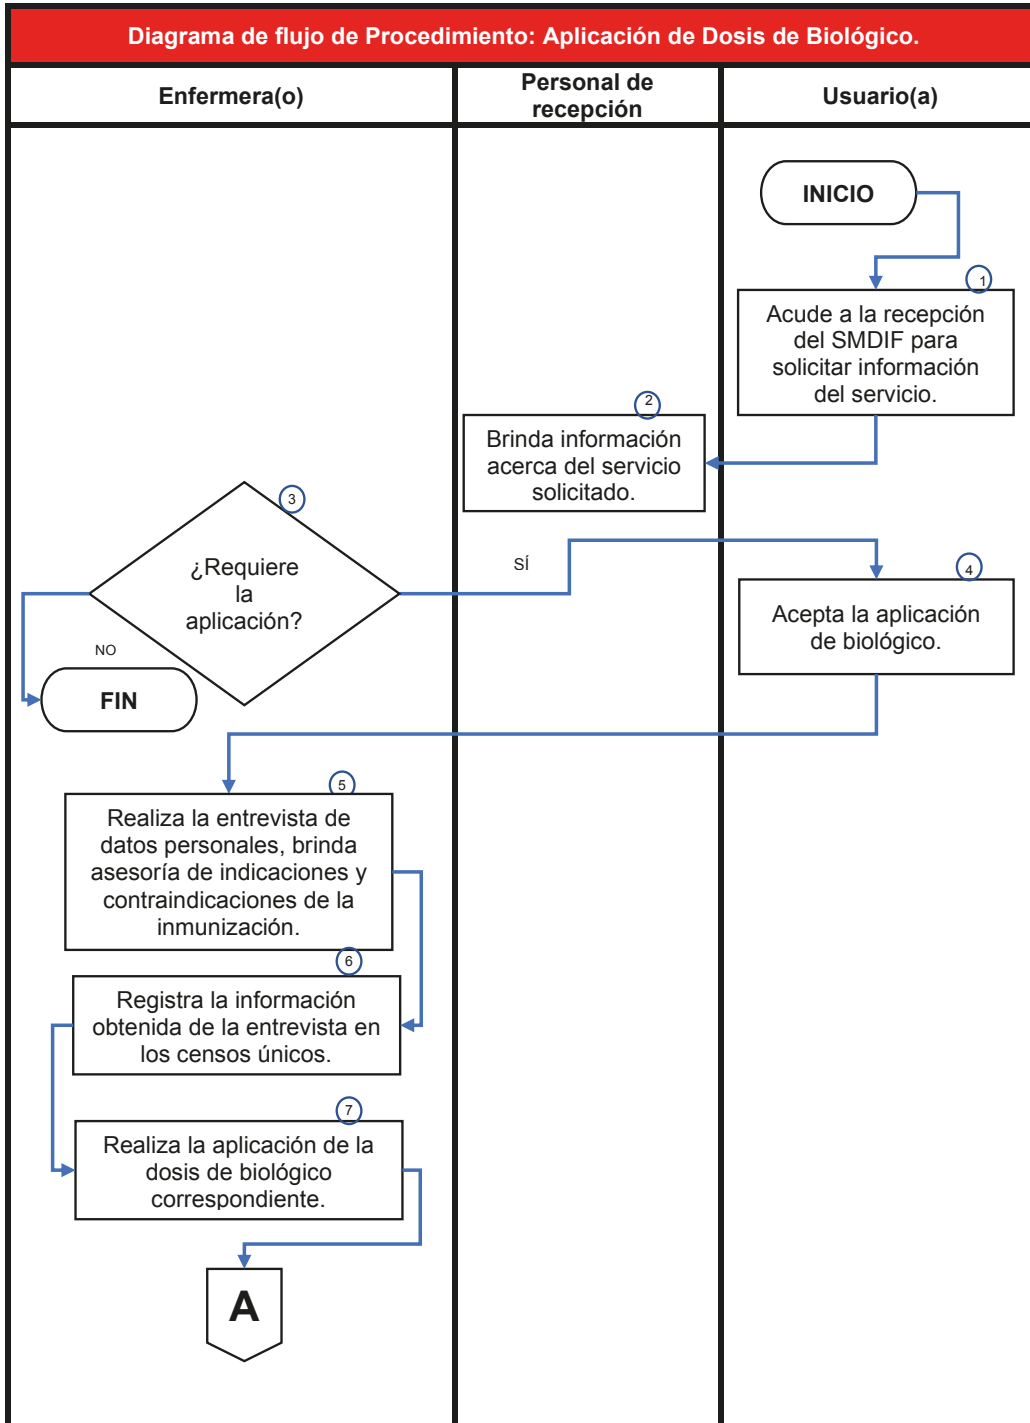 Diagrama de flujo de Procedimiento: Aplicación de Dosis de Biológico.
Enfermera(o)
Personal de
recepción
Usuario(a)
INICIO
1
Acude a la recepción
del SMDIF para
solicitar información
del servicio.
2
Brinda información
acerca del servicio
solicitado.
3
¿Requiere
la
aplicación?
SÍ
NO
FIN
4
Acepta la aplicación
de biológico.
5
Realiza la entrevista de
datos personales, brinda
asesoría de indicaciones y
contraindicaciones de la
inmunización.
6
Registra la información
obtenida de la entrevista en
los censos únicos.
7
Realiza la aplicación de la
dosis de biológico
correspondiente.
A